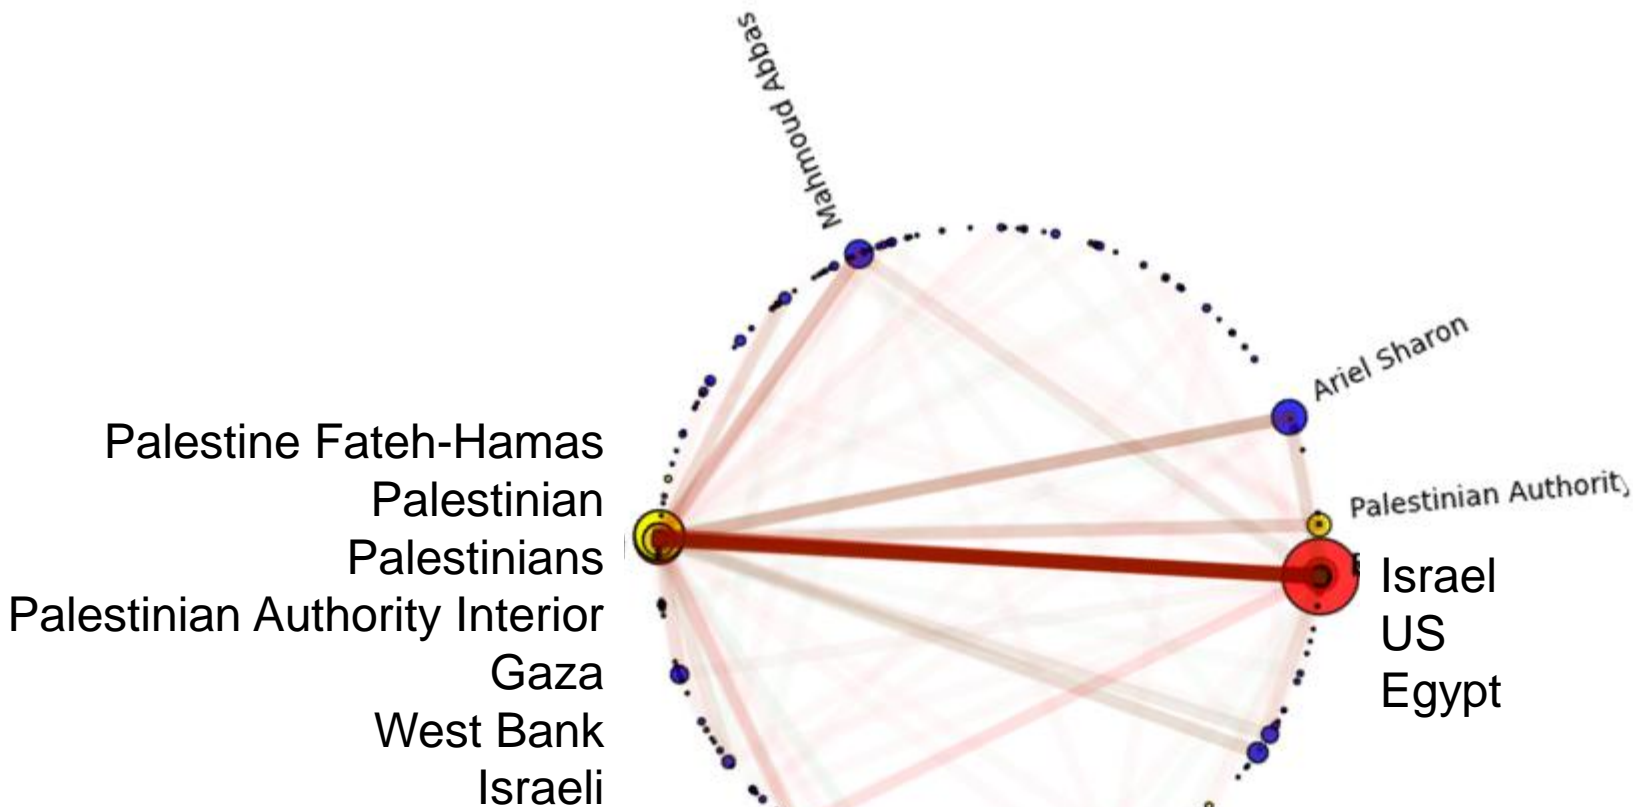 Mahmoud Abbas
Ariel Sharon
Palestine Fateh-Hamas
Palestinian
Palestinians
Palestinian Authority Interior
Gaza
West Bank
Israeli
Palestinian Authority
Israel
US
Egypt